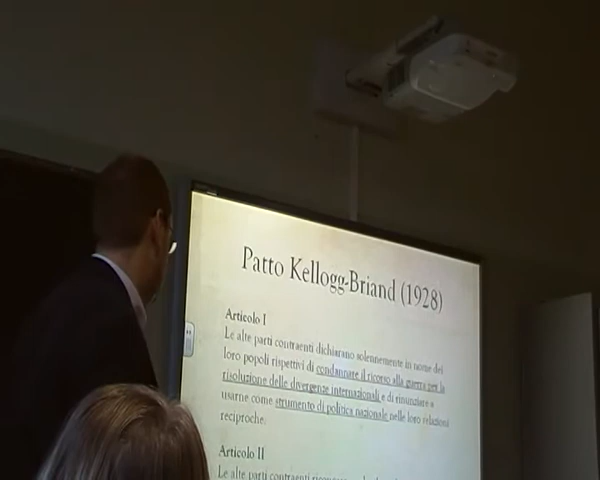 Patto Kellogg-Briand (1928)
Articolo I
Le alte parti contraenti dichiarano solennemente in nome dei
loro popoli rispettivi di condannare il ricorso alla guerra per la
risoluzione delle divergenze internazionali e di rinunziare a
usarne come strumento di politica nazionale nelle loro relazioni
reciproche.
Articolo II
Le alte parti contraenti